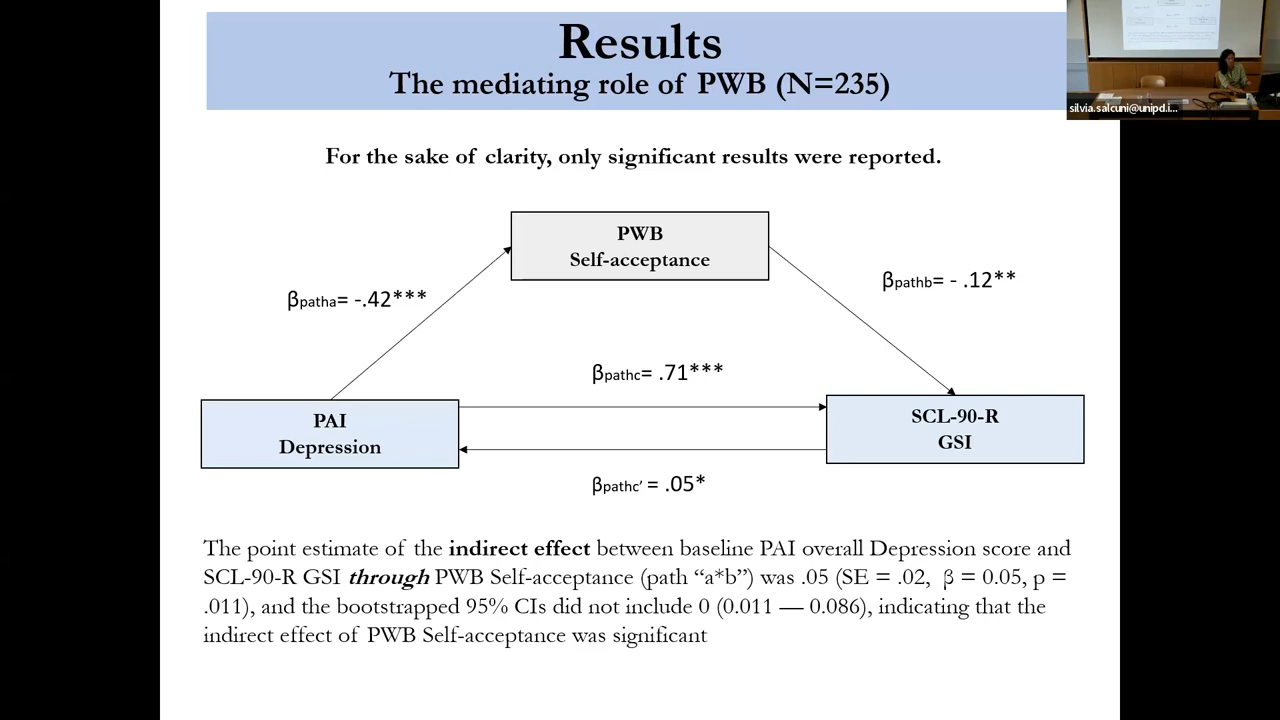 Results
The mediating role of PWB (N=235)
silvia.salcuni@unipd.i...
For the sake of clarity, only significant results were reported.
PWB
Self-acceptance
βpatha= -.42***
βpathb= - .12**
βpathc= .71***
PAI
Depression
SCL-90-R
GSI
βpathc’ = .05*
The point estimate of the indirect effect between baseline PAI overall Depression score and
SCL-90-R GSI through PWB Self-acceptance (path “a*b”) was .05 (SE = .02, β = 0.05, p =
.011), and the bootstrapped 95% CIs did not include 0 (0.011 — 0.086), indicating that the
indirect effect of PWB Self-acceptance was significant